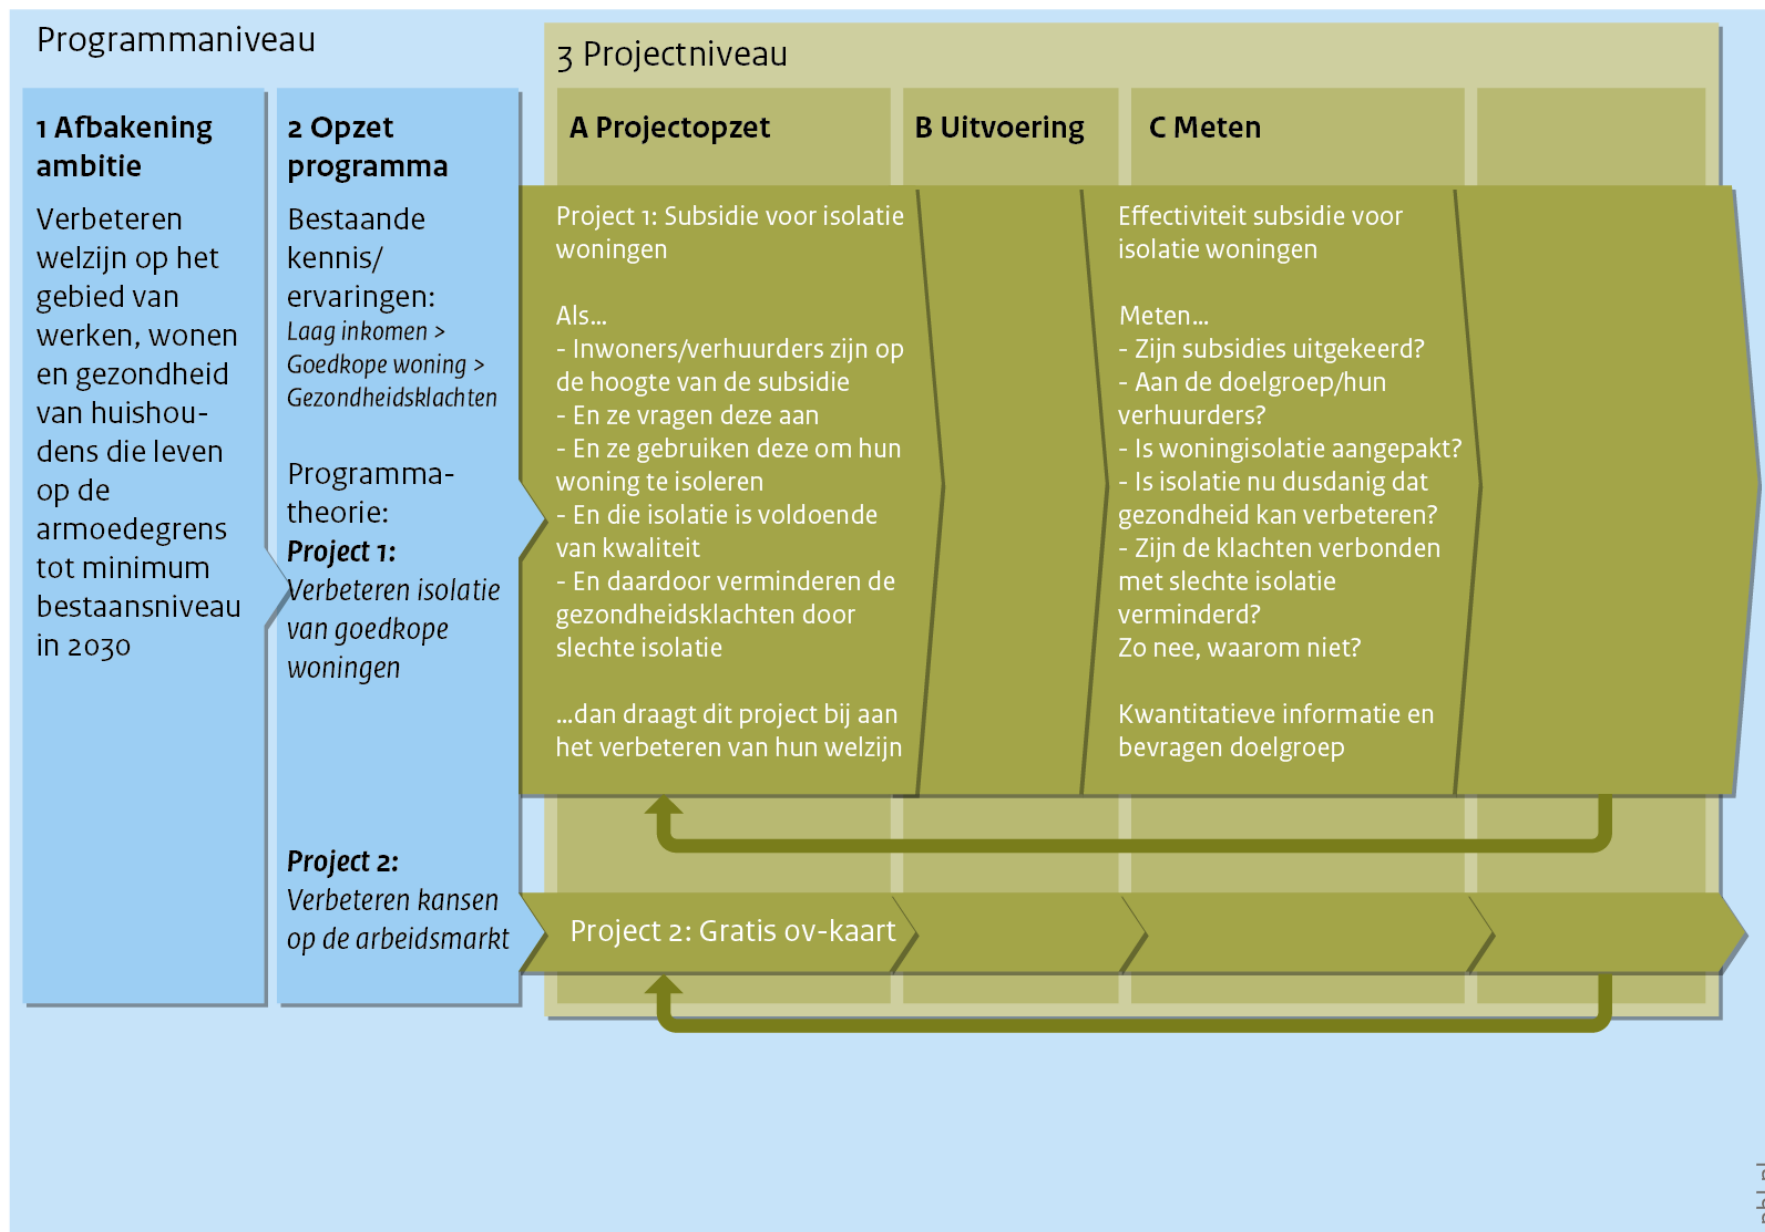 Programmaniveau
1 Afbakening
ambitie
Verbeteren
welzijn op het
gebied van
werken, wonen
en gezondheid
van huishou-
dens die leven
op de
armoedegrens
tot minimum
bestaansniveau
in 2030
2 Opzet
programma
Bestaande
kennis/
ervaringen:
Laag inkomen >
Goedkope woning >
Gezondheidsklachten
Programma-
theorie:
Project 1:
Verbeteren isolatie
van goedkope
woningen
Project 2:
Verbeteren kansen
op de arbeidsmarkt
3 Projectniveau
A Projectopzet
Project 1: Subsidie voor isolatie
woningen
Als...
- Inwoners/verhuurders zijn op
de hoogte van de subsidie
- En ze vragen deze aan
- En ze gebruiken deze om hun
woning te isoleren
- En die isolatie is voldoende
van kwaliteit
- En daardoor verminderen de
gezondheidsklachten door
slechte isolatie
...dan draagt dit project bij aan
het verbeteren van hun welzijn
B Uitvoering
C Meten
Effectiviteit subsidie voor
isolatie woningen
Meten...
- Zijn subsidies uitgekeerd?
- Aan de doelgroep/hun
verhuurders?
- Is woningisolatie aangepakt?
- Is isolatie nu dusdanig dat
gezondheid kan verbeteren?
- Zijn de klachten verbonden
met slechte isolatie
verminderd?
Zo nee, waarom niet?
Kwantitatieve informatie en
bevragen doelgroep
Project 2: Gratis ov-kaart
pbl.nl